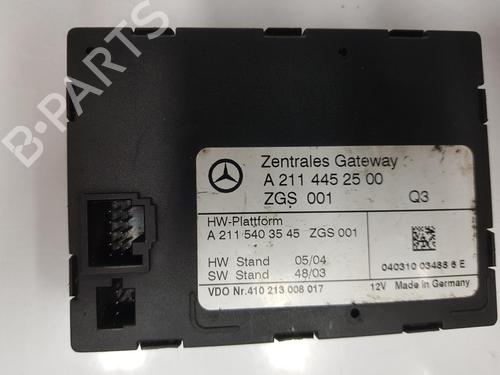 Zentrales Gateway
A 211 445 25 00
ZGS 001 Q3
HW-Plattform
A 211 540 35 45 ZGS 001
HW Stand 05/04
SW Stand 48/03
040310 03488 6 E
VDO Nr.410 213 008 017 12V Made in Germany
B-PARTS